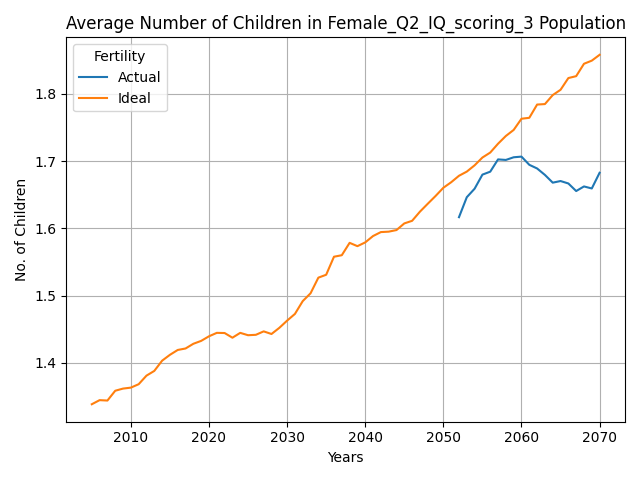 Average Number of Children in Female_Q2_IQ_scoring_3 Population
Fertility
Actual
Ideal
No. of Children
1.8
1.7
1.6
1.5
1.4
2010 2020 2030 2040 2050 2060 2070
Years